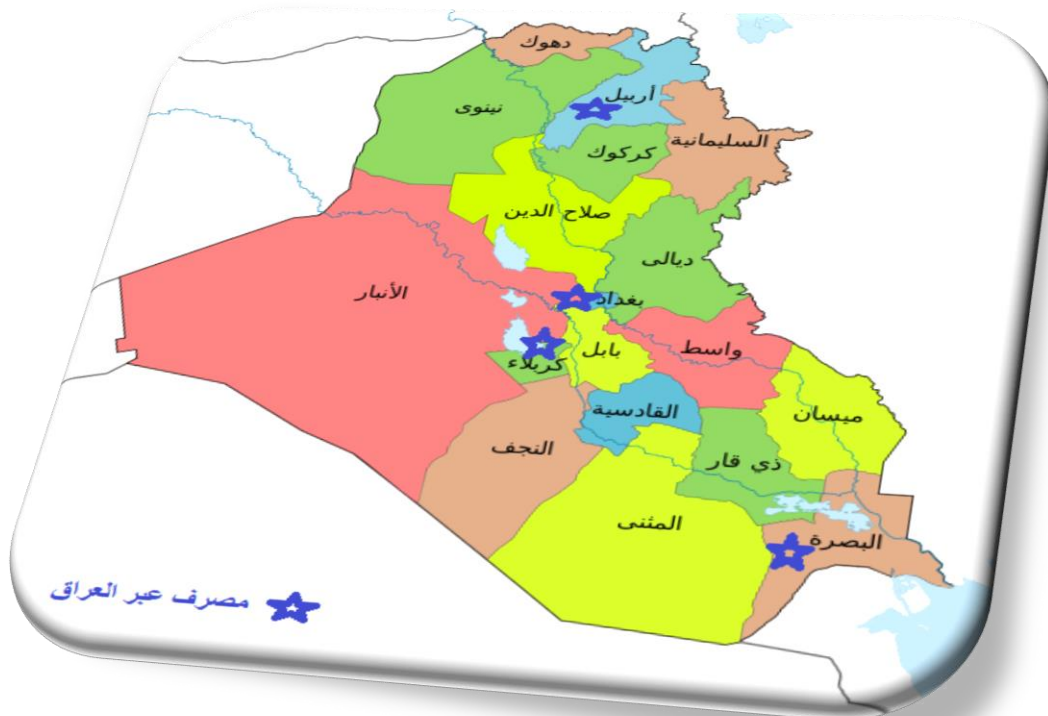 دهوك
أربيل
نينوى
السليمانية
كركوك
صلاح الدين
ديالى
الأنبار
بغداد
واسط
بابل
كربلاء
القادسية
ميسان
النجف
ذي قار
المثنى
البصرة
مصرف عبر العراق